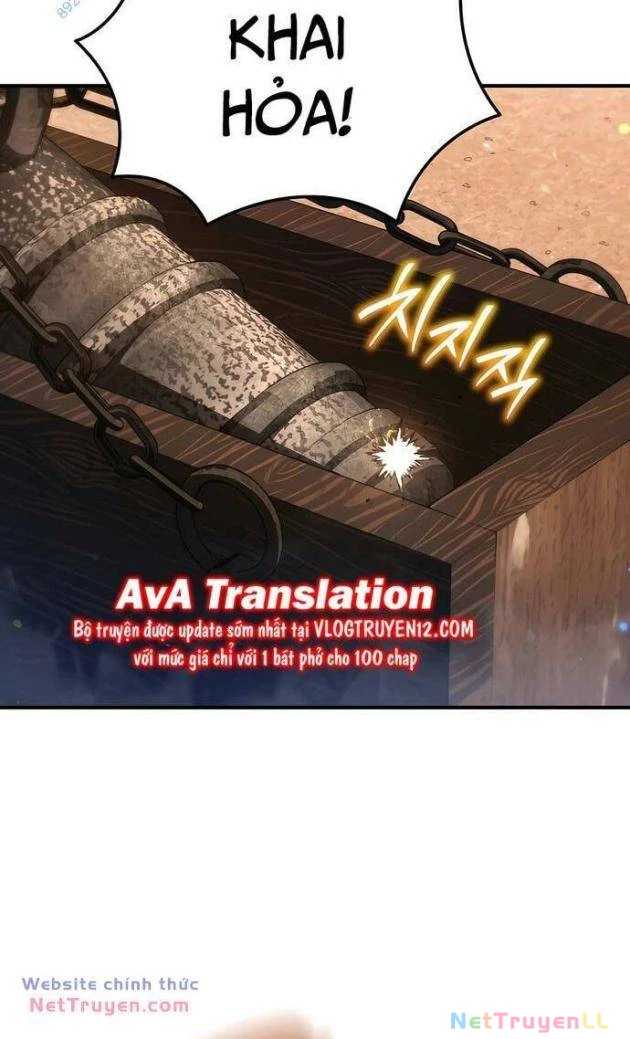 892
KHAI
HỎA!
치지직
AvA Translation
Bộ truyện được update sớm nhất tại VLOGTRUYEN12.COM
với mức giá chỉ với 1 bát phở cho 100 chap
Website chính thức
NetTruyen.com
NetTruyenLL